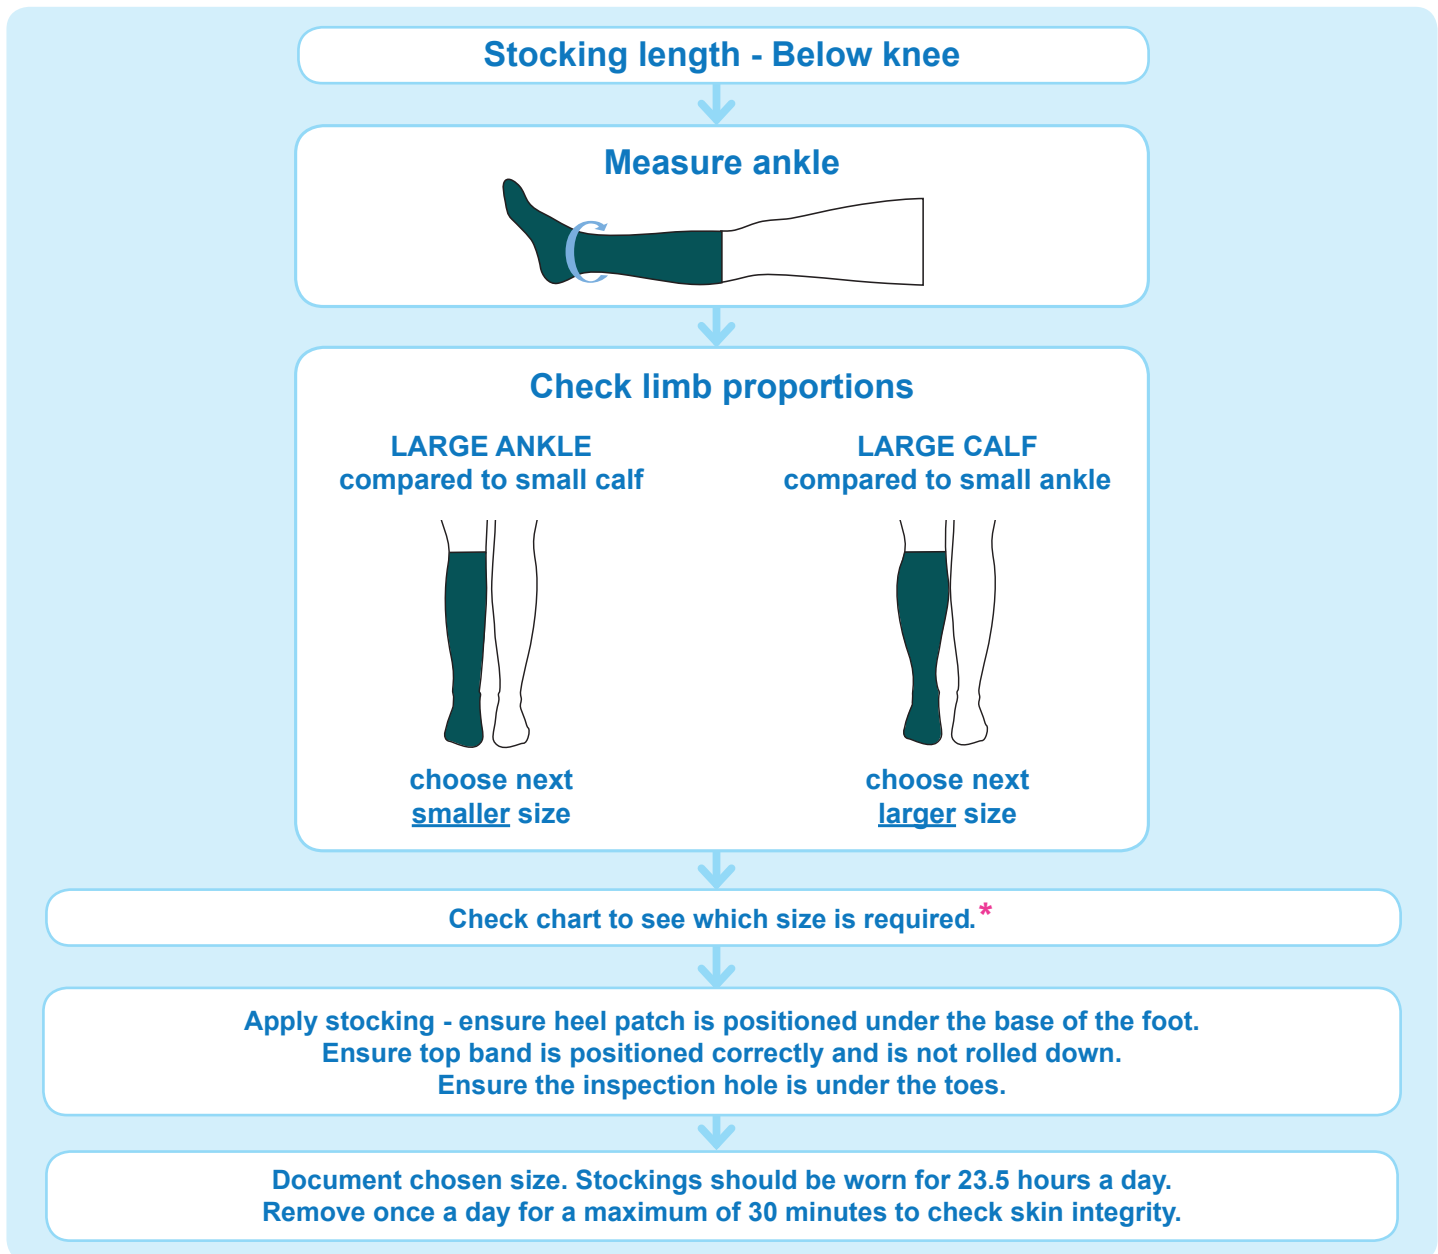 Stocking length - Below knee
Measure ankle
Check limb proportions
LARGE ANKLE
compared to small calf
choose next
smaller size
LARGE CALF
compared to small ankle
choose next
larger size
Check chart to see which size is required.*
Apply stocking - ensure heel patch is positioned under the base of the foot.
Ensure top band is positioned correctly and is not rolled down.
Ensure the inspection hole is under the toes.
Document chosen size. Stockings should be worn for 23.5 hours a day.
Remove once a day for a maximum of 30 minutes to check skin integrity.